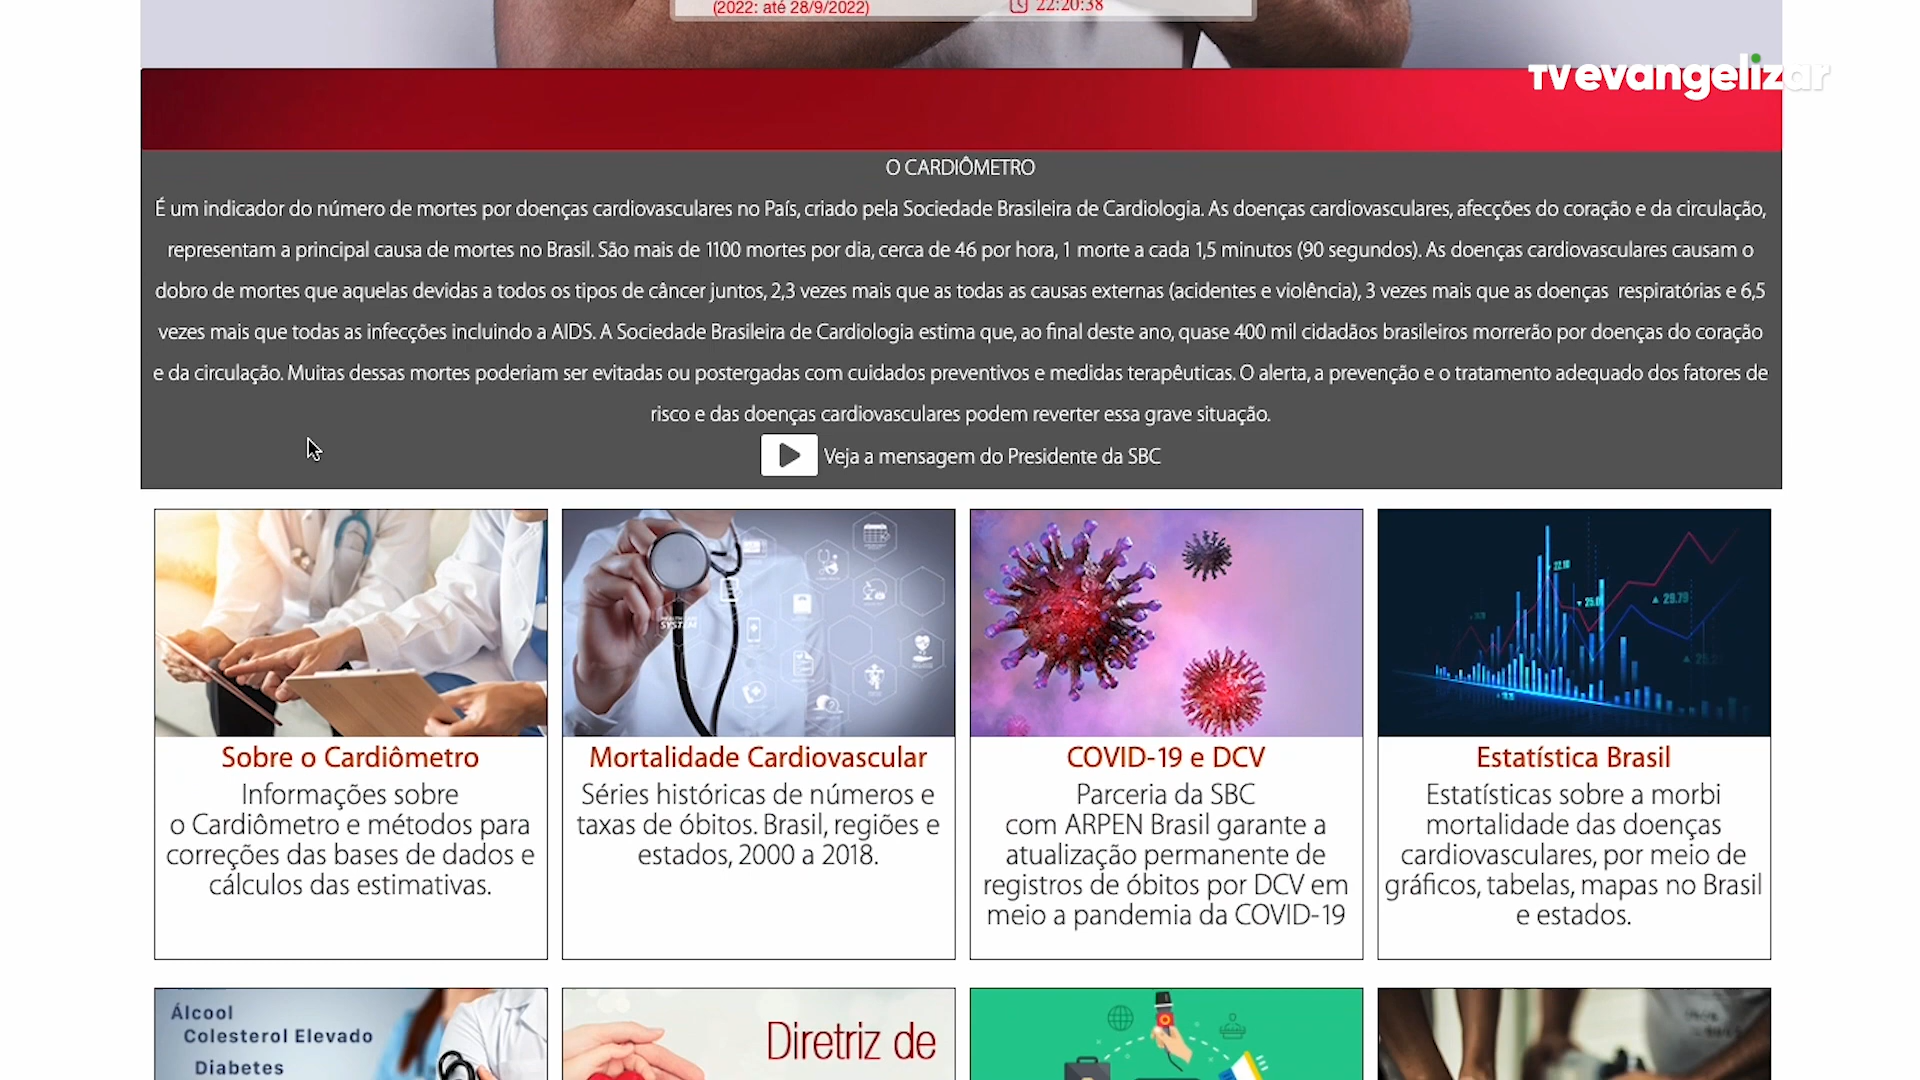 (2022: até 28/9/2022)
22:20:38
TVevangelizar
O CARDIÔMETRO
É um indicador do número de mortes por doenças cardiovasculares no País, criado pela Sociedade Brasileira de Cardiologia. As doenças cardiovasculares, afecções do coração e da circulação,
representam a principal causa de mortes no Brasil. São mais de 1100 mortes por dia, cerca de 46 por hora, 1 morte a cada 1,5 minutos (90 segundos). As doenças cardiovasculares causam o
dobro de mortes que aquelas devidas a todos os tipos de câncer juntos, 2,3 vezes mais que as todas as causas externas (acidentes e violência), 3 vezes mais que as doenças respiratórias e 6,5
vezes mais que todas as infecções incluindo a AIDS. A Sociedade Brasileira de Cardiologia estima que, ao final deste ano, quase 400 mil cidadãos brasileiros morrerão por doenças do coração
e da circulação. Muitas dessas mortes poderiam ser evitadas ou postergadas com cuidados preventivos e medidas terapêuticas. O alerta, a prevenção e o tratamento adequado dos fatores de
risco e das doenças cardiovasculares podem reverter essa grave situação.
Veja a mensagem do Presidente da SBC
SYSTEM
22.10
25.0
29.79
Sobre o Cardiômetro
Informações sobre
o Cardiômetro e métodos para
correções das bases de dados e
cálculos das estimativas.
Mortalidade Cardiovascular
Séries históricas de números e
taxas de óbitos. Brasil, regiões e
estados, 2000 a 2018.
COVID-19 e DCV
Parceria da SBC
com ARPEN Brasil garante a
atualização permanente de
registros de óbitos por DCV em
meio a pandemia da COVID-19
Estatística Brasil
Estatísticas sobre a morbi
mortalidade das doenças
cardiovasculares, por meio de
gráficos, tabelas, mapas no Brasil
e estados.
Álcool
Colesterol Elevado
Diabetes
Diretriz de